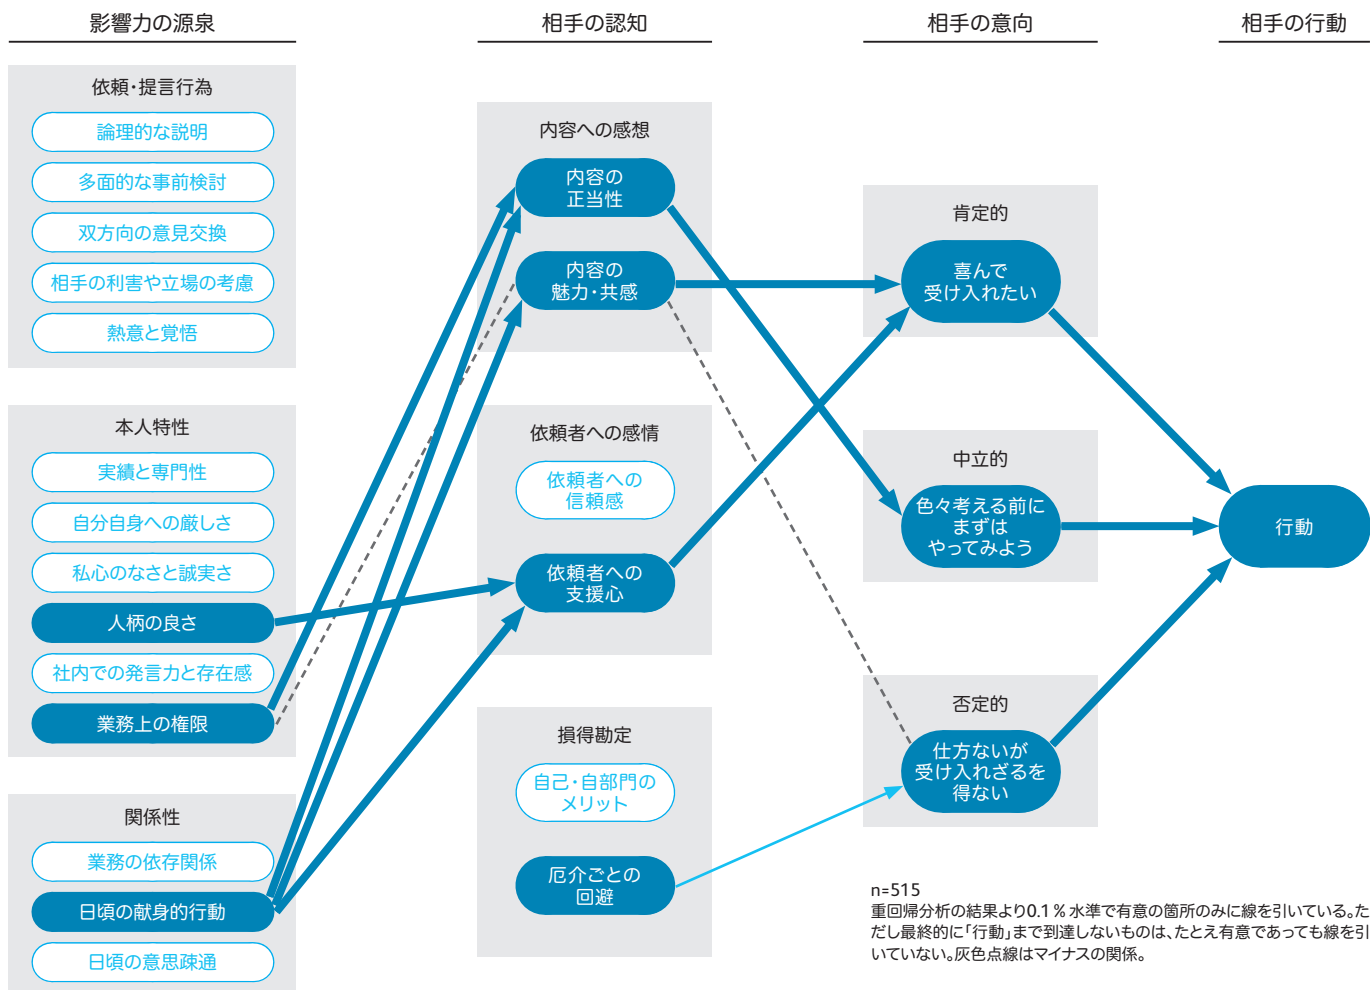 影響力の源泉
依頼・提言行為
論理的な説明
多面的な事前検討
双方向の意見交換
相手の利害や立場の考慮
熱意と覚悟
本人特性
実績と専門性
自分自身への厳しさ
私心のなさと誠実さ
人柄の良さ
社内での発言力と存在感
業務上の権限
関係性
業務の依存関係
日頃の献身的行動
日頃の意思疎通
相手の認知
内容への感想
内容の
正当性
内容の
魅力・共感
依頼者への感情
依頼者への
信頼感
依頼者への
支援心
損得勘定
自己・自部門の
メリット
厄介ごとの
回避
相手の意向
肯定的
喜んで
受け入れたい
中立的
色々考える前に
まずは
やってみよう
否定的
仕方ないが
受け入れざるを
得ない
相手の行動
行動
n=515
重回帰分析の結果より0.1％水準で有意の箇所のみに線を引いている。た
だし最終的に「行動」まで到達しないものは、たとえ有意であっても線を引
いていない。灰色点線はマイナスの関係。